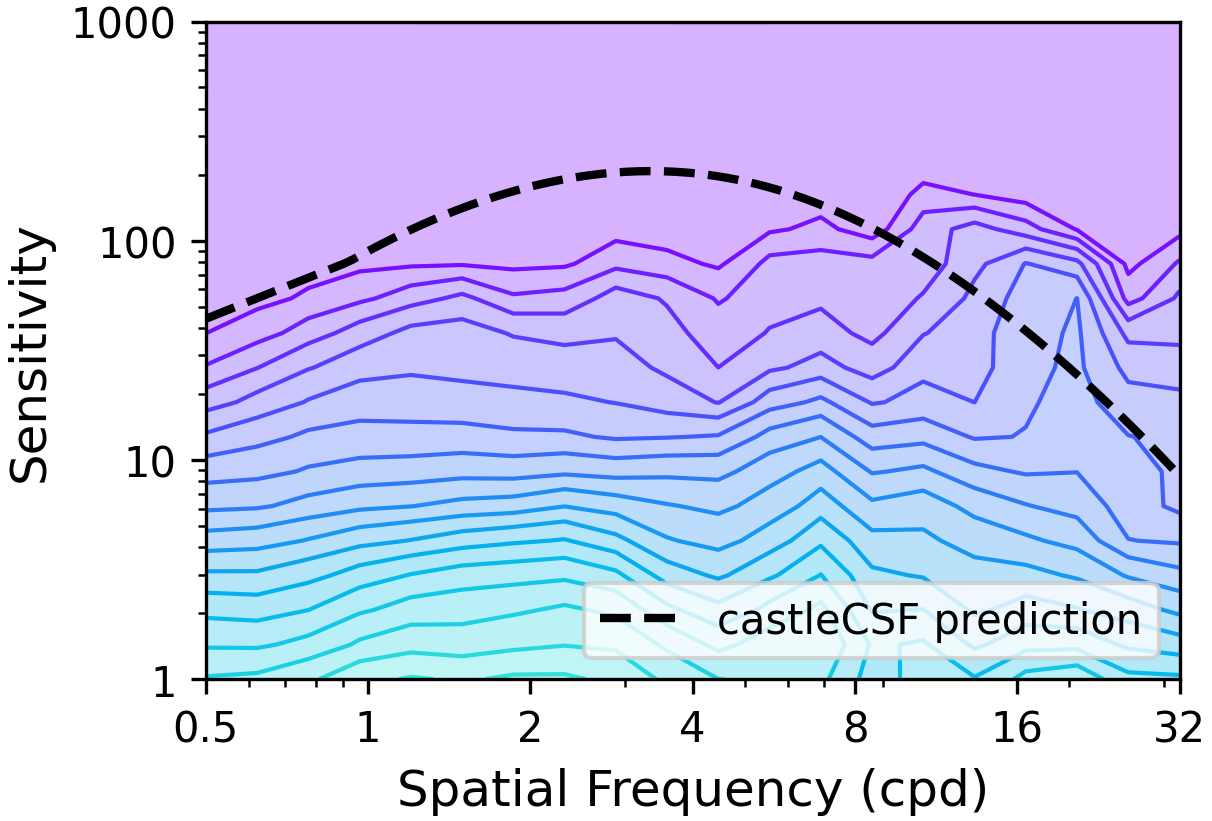 1000
100
10
1
Sensitivity
castleCSF prediction
0.5 1 2 4 8 16 32
Spatial Frequency (cpd)